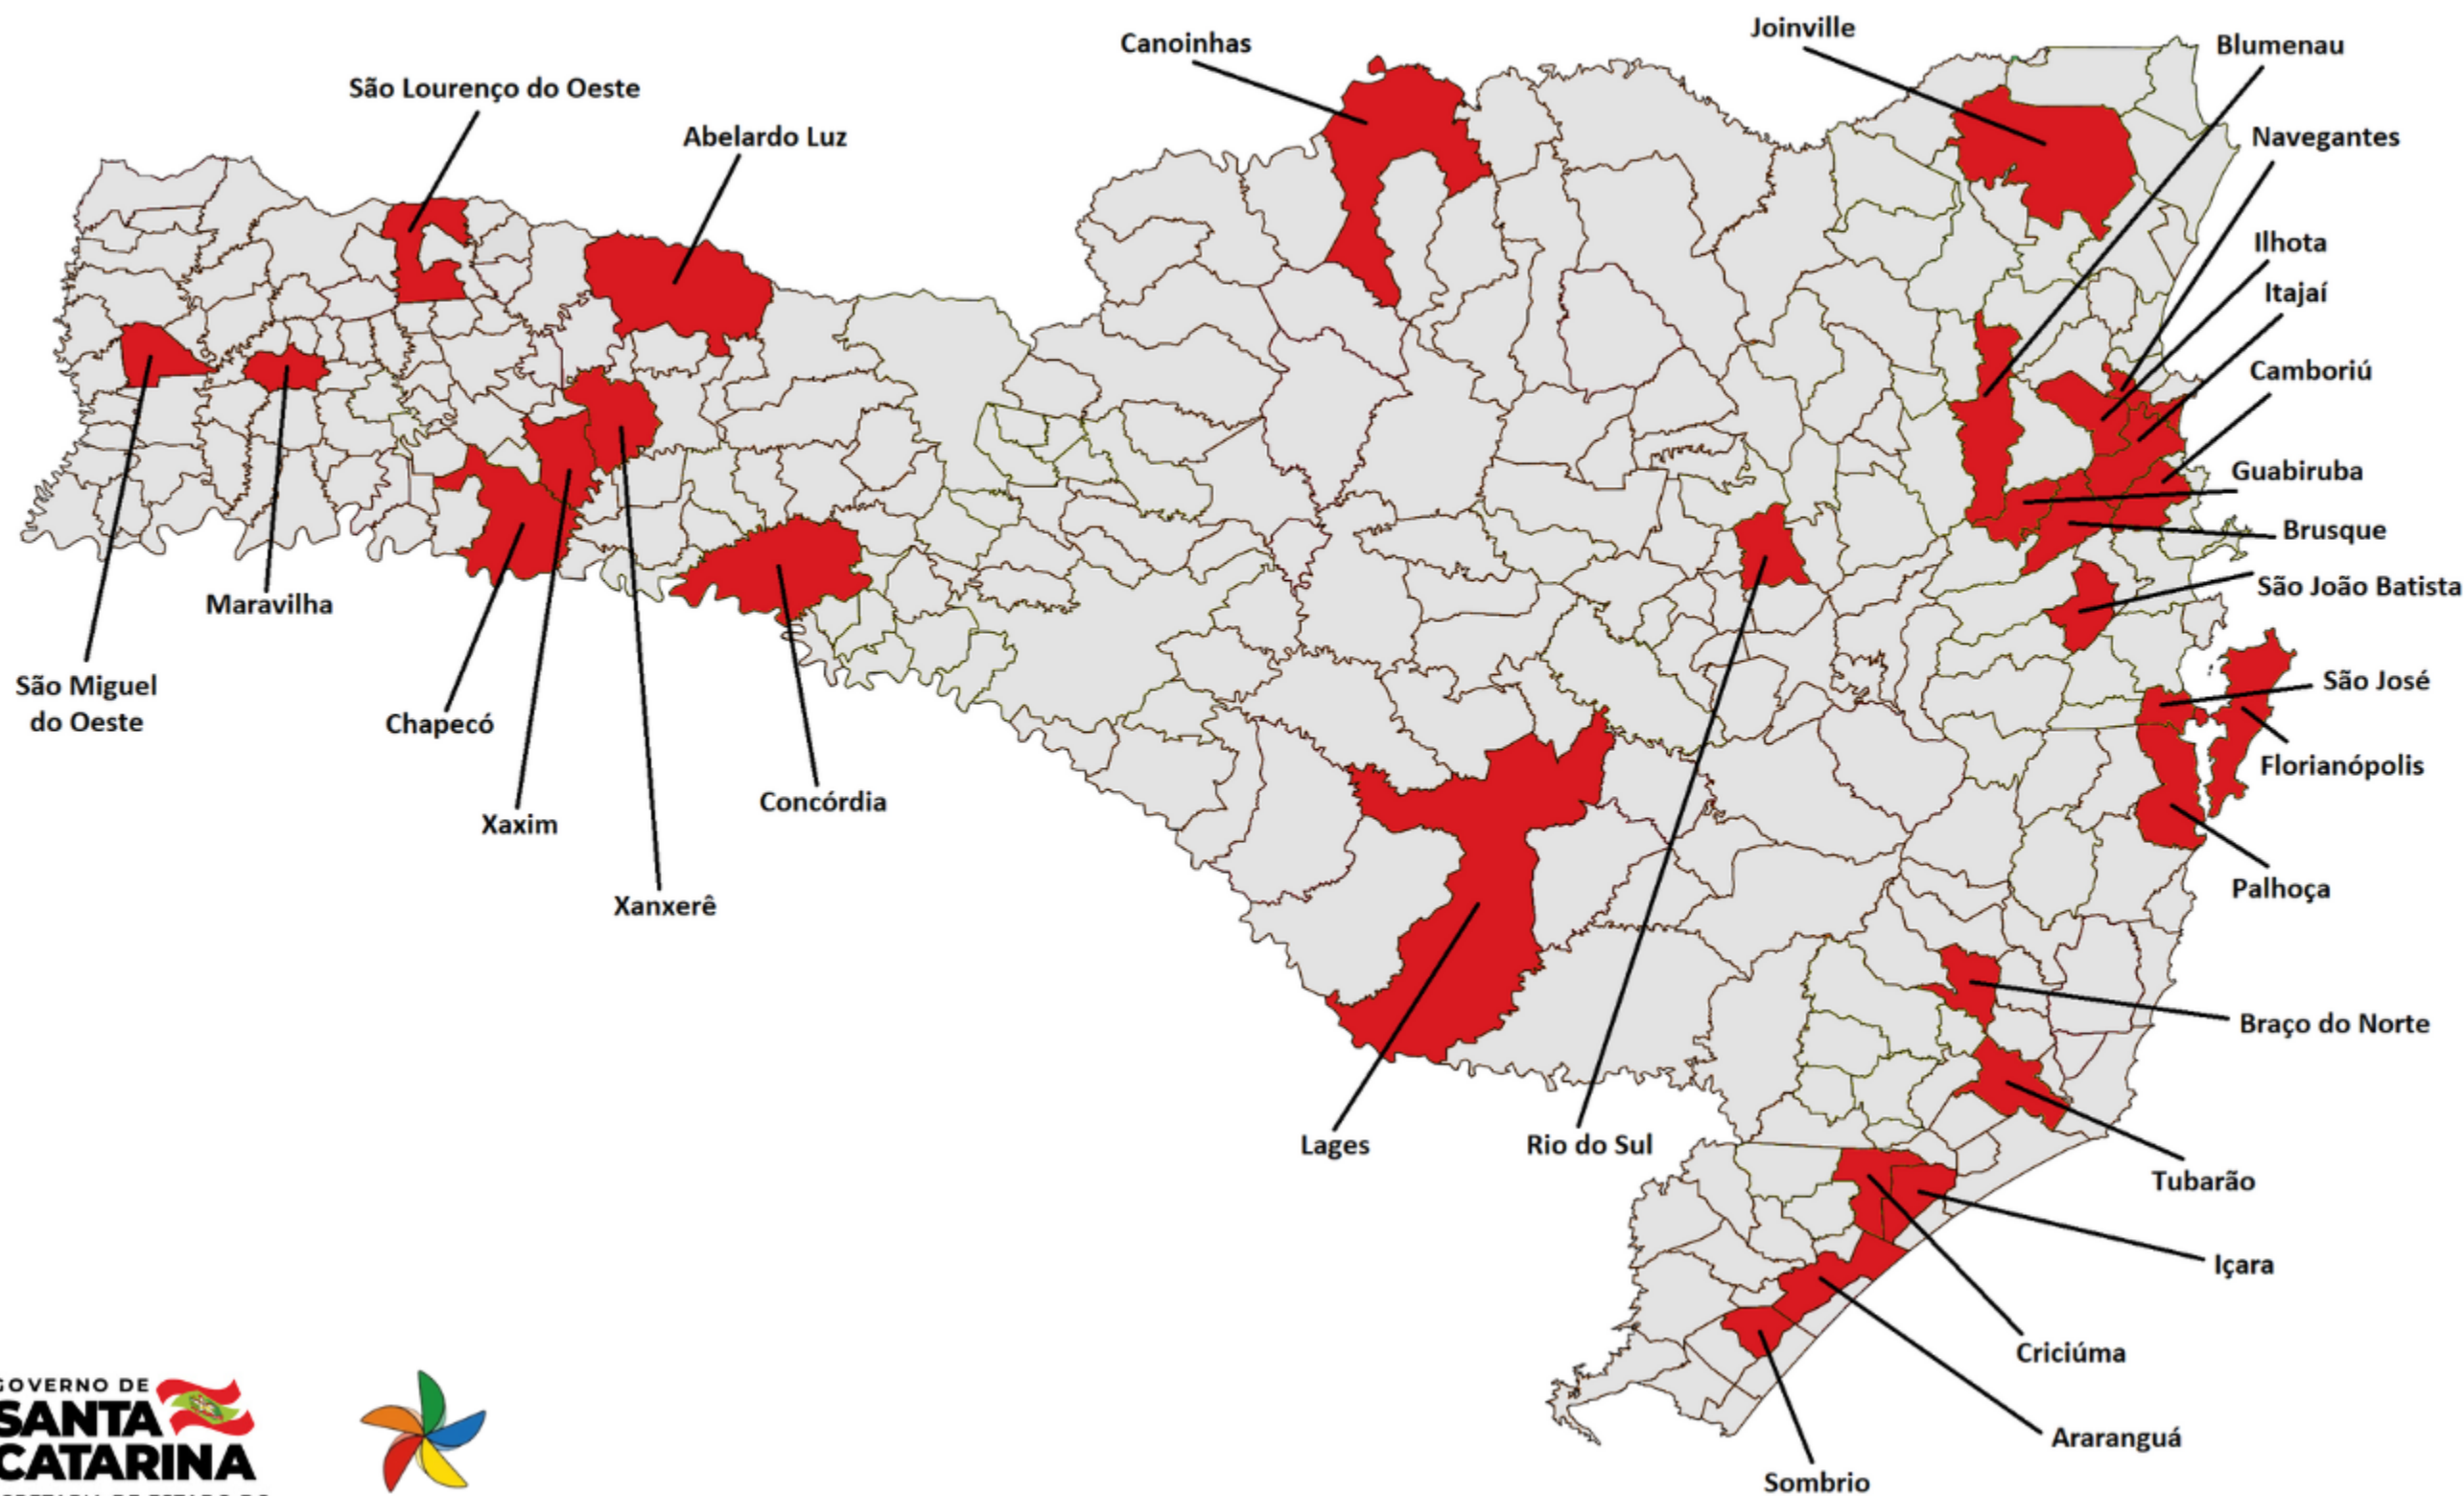 Joinville
Canoinhas
Blumenau
São Lourenço do Oeste
Abelardo Luz
Navegantes
Ilhota
Itajaí
Camboriú
Guabiruba
Brusque
São João Batista
Maravilha
São Miguel
do Oeste
São José
Chapecó
Florianópolis
Concórdia
Xaxim
Palhoça
Xanxerê
Braço do Norte
Lages
Rio do Sul
Tubarão
Içara
Criciúma
Araranguá
Sombrio
GOVERNO DE
SANTA
CATARINA